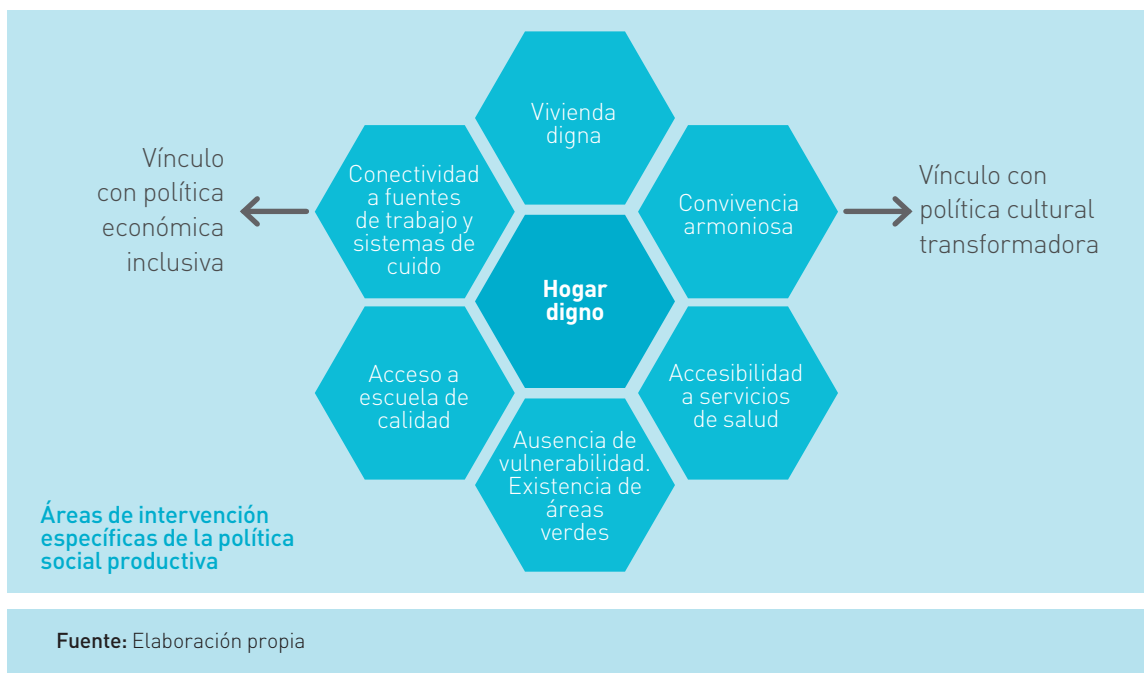 Vivienda
digna
Vínculo
con política
económica
inclusiva
Conectividad
a fuentes
de trabajo y
sistemas de
cuido
Convivencia
armoniosa
Vínculo con
política cultural
transformadora
Hogar
digno
Acceso a
escuela de
calidad
Accesibilidad
a servicios
de salud
Ausencia de
vulnerabilidad.
Existencia de
áreas
verdes
Áreas de intervención
específicas de la política
social productiva
Fuente: Elaboración propia